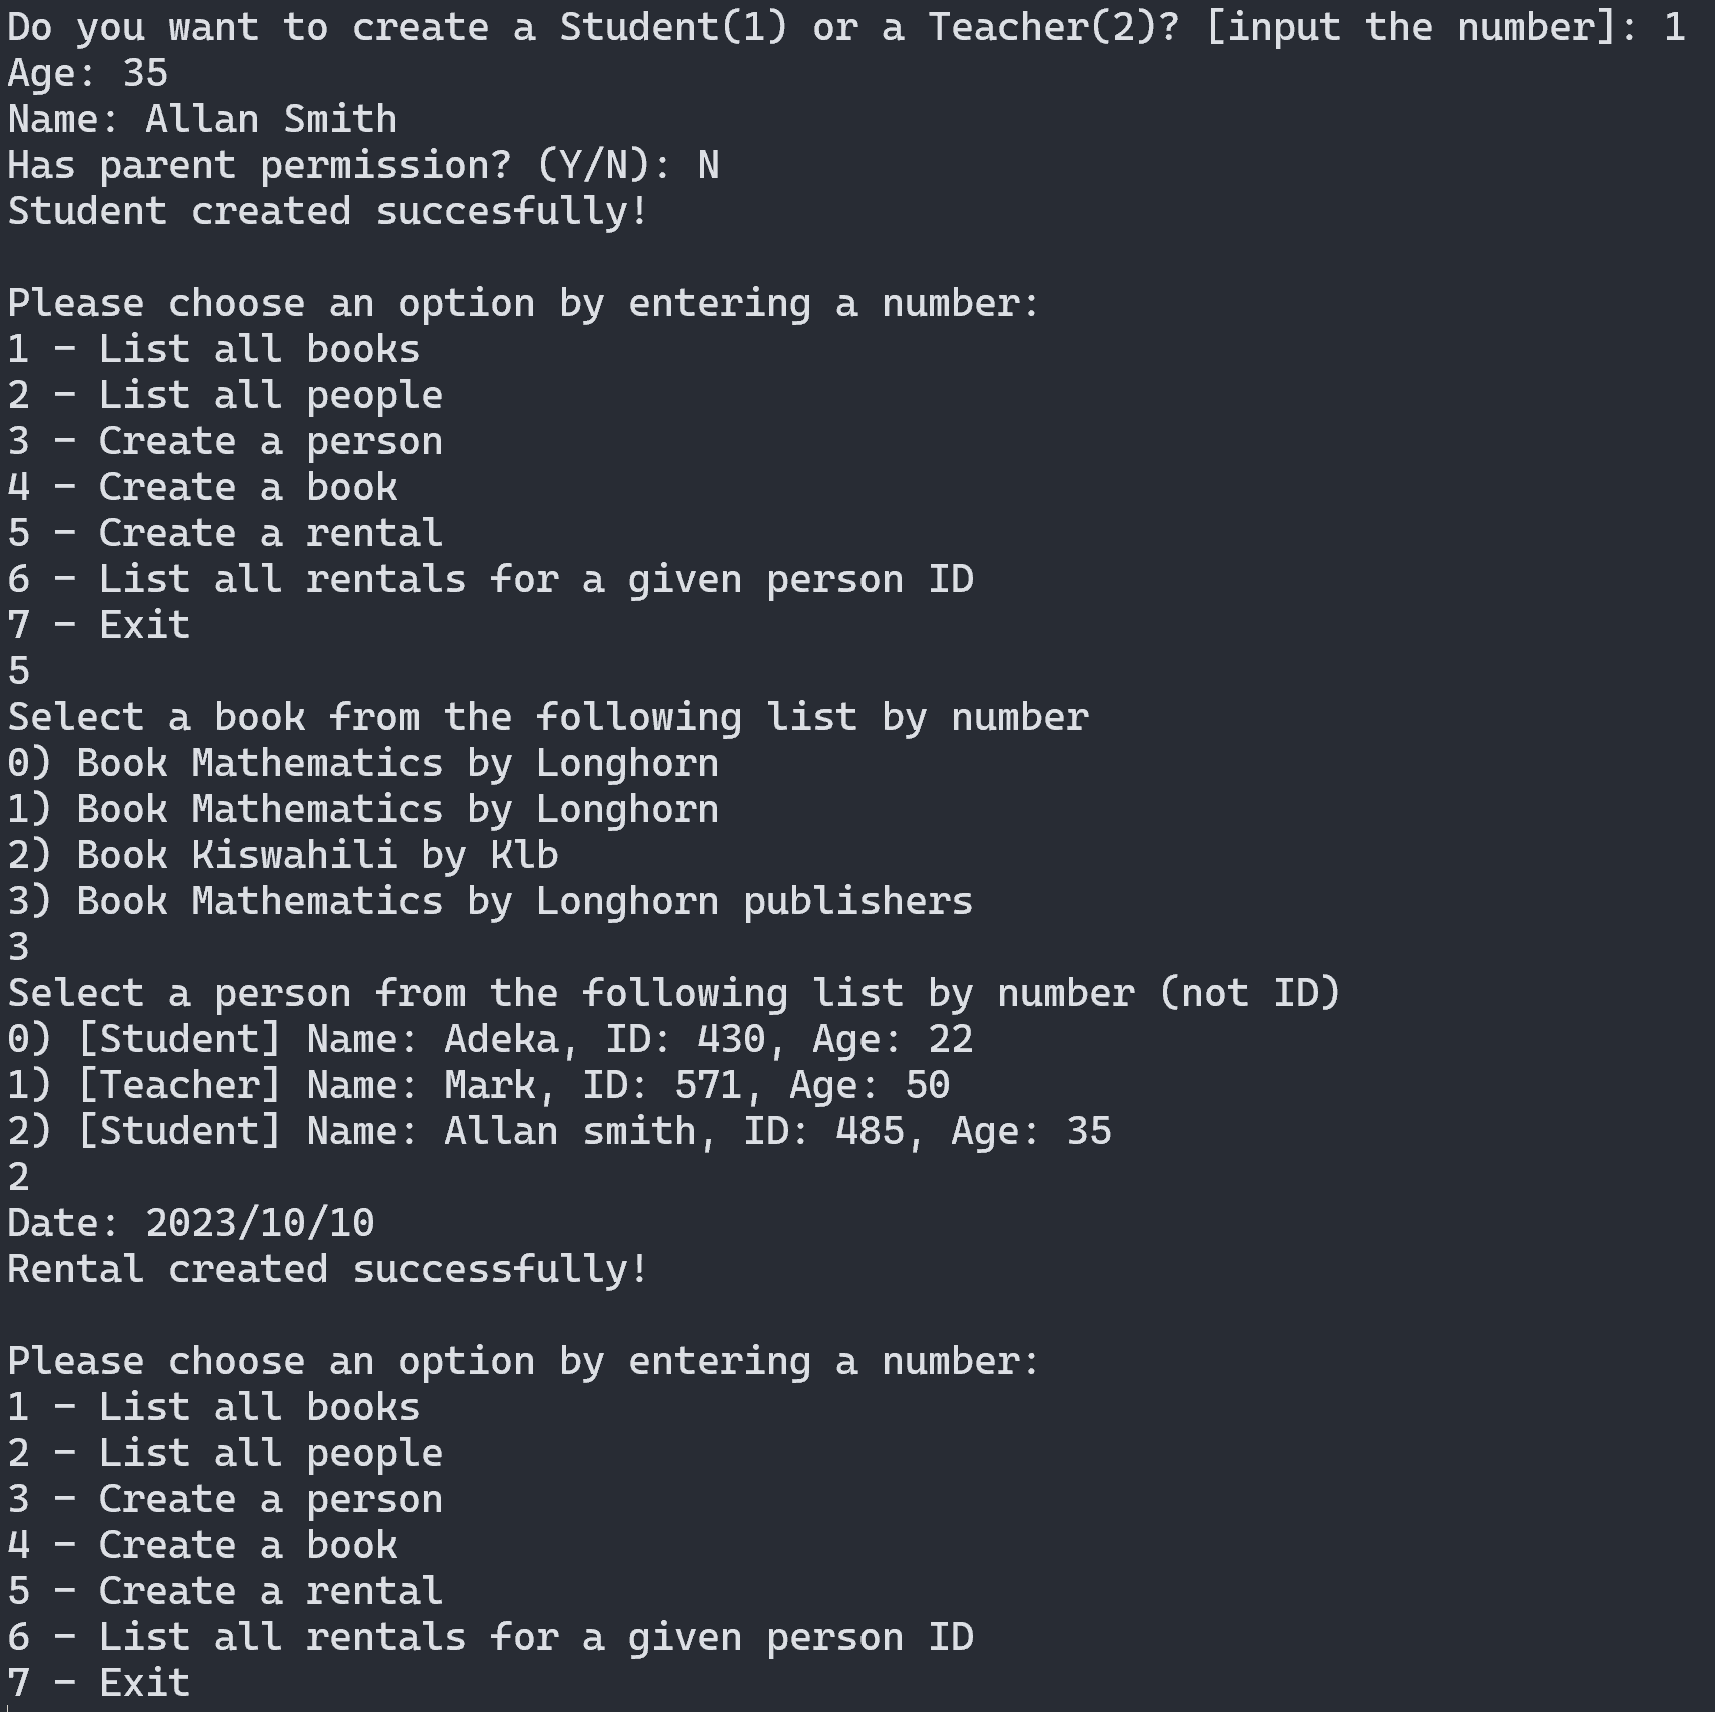 Do you want to create a Student(1) or a Teacher(2)? [input the number]: 1
Age: 35
Name: Allan Smith
Has parent permission? (Y/N): N
Student created succesfully!

Please choose an option by entering a number:
1 - List all books
2 - List all people
3 - Create a person
4 - Create a book
5 - Create a rental
6 - List all rentals for a given person ID
7 - Exit
5
Select a book from the following list by number
0) Book Mathematics by Longhorn
1) Book Mathematics by Longhorn
2) Book Kiswahili by Klb
3) Book Mathematics by Longhorn publishers
3
Select a person from the following list by number (not ID)
0) [Student] Name: Adeka, ID: 430, Age: 22
1) [Teacher] Name: Mark, ID: 571, Age: 50
2) [Student] Name: Allan smith, ID: 485, Age: 35
2
Date: 2023/10/10
Rental created successfully!

Please choose an option by entering a number:
1 - List all books
2 - List all people
3 - Create a person
4 - Create a book
5 - Create a rental
6 - List all rentals for a given person ID
7 - Exit